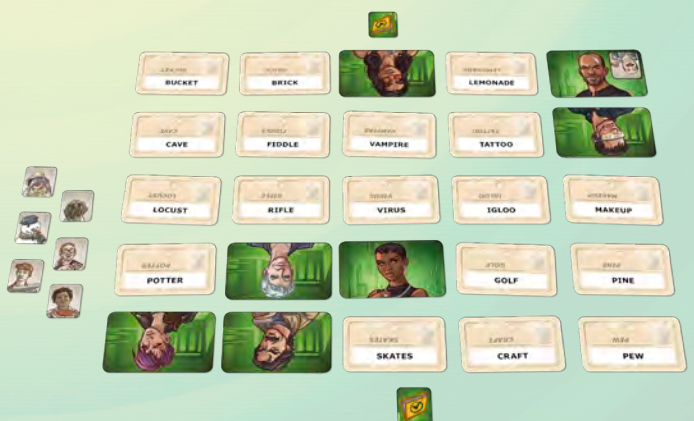 BUCKET
BRICK
LEMONADE
CAVE
FIDDLE
VAMPIRE
TATTOO
LOCUST
RIFLE
VIRUS
IGLOO
MAKEUP
POTTER
GOLF
PINE
SKATES
CRAFT
PEW